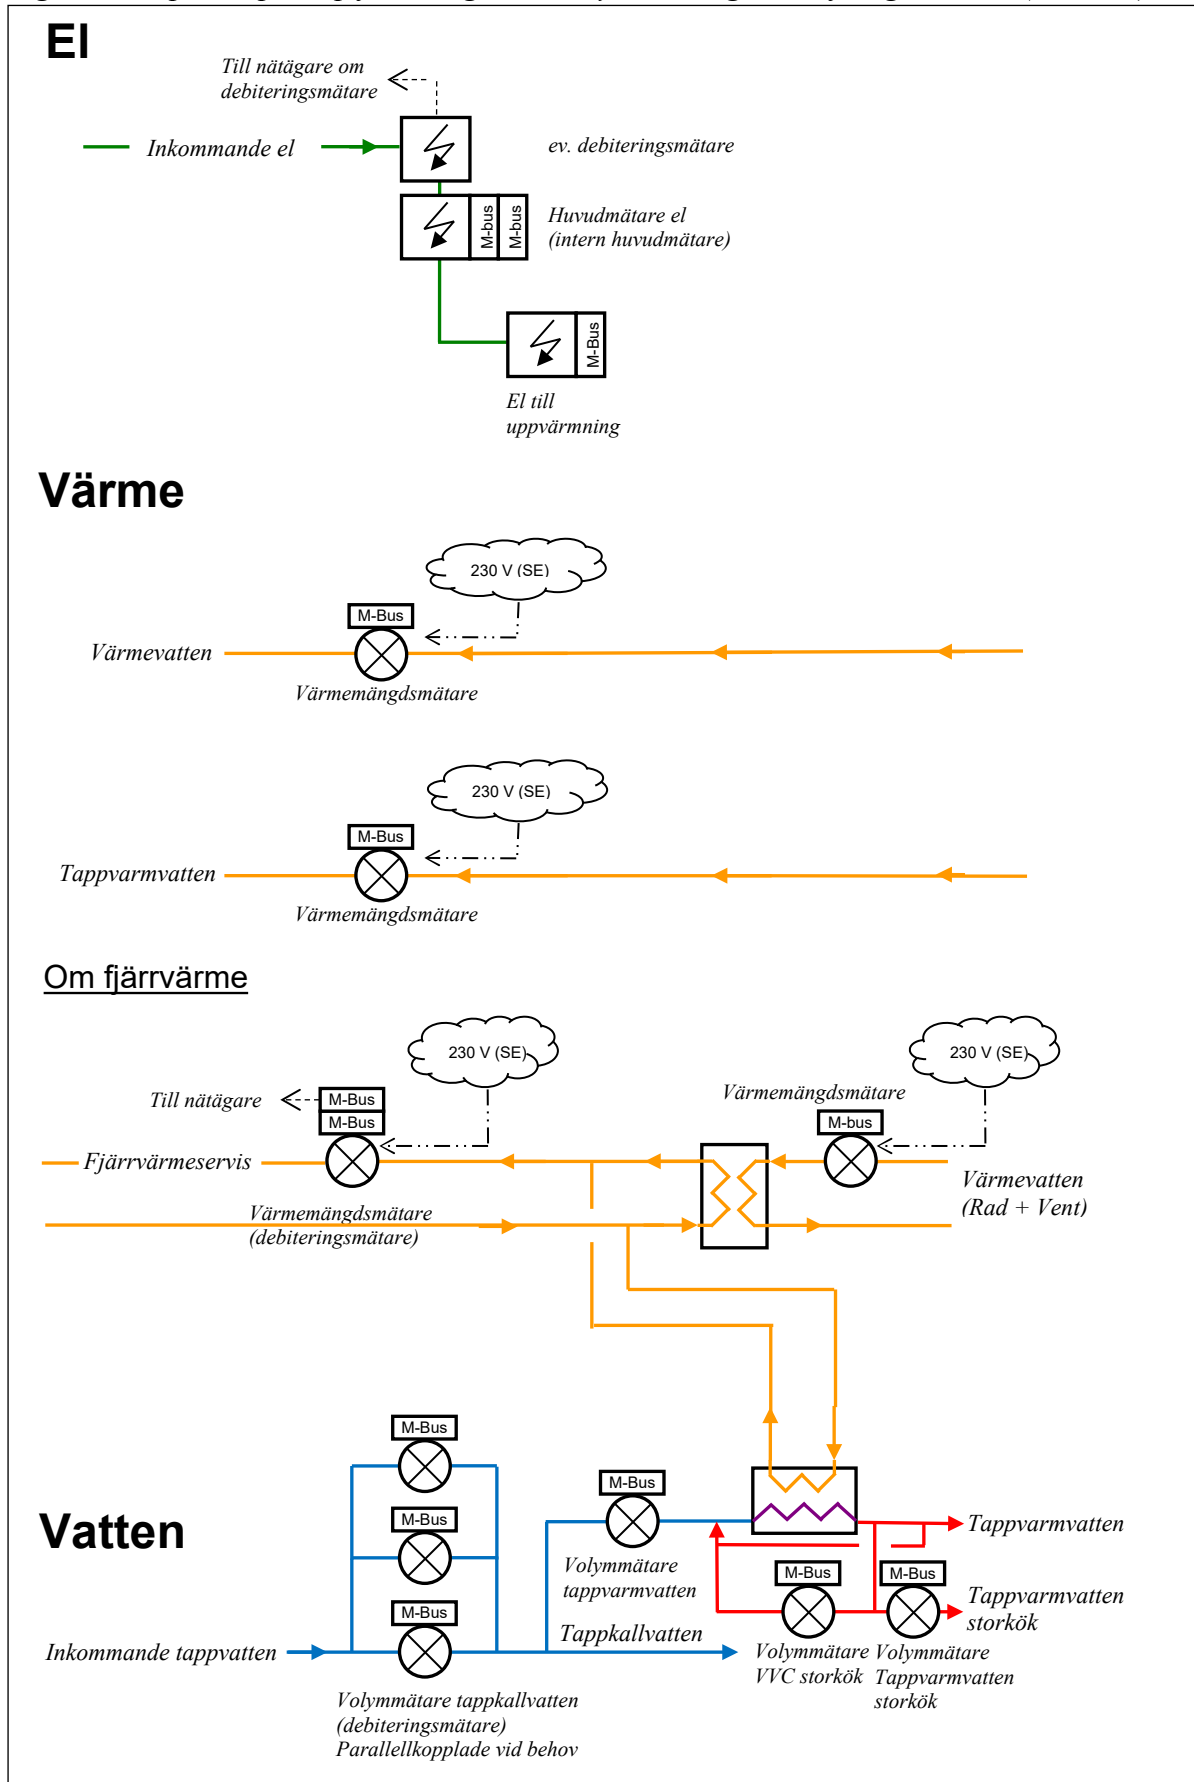 El
Till nätägare om
debiteringsmätare
Inkommande el
ev. debiteringsmätare
M-bus
M-bus
Huvudmätare el
(intern huvudmätare)
M-Bus
El till
uppvärmning
Värme
230 V (SE)
M-Bus
Värmevatten
Värmemängdsmätare
230 V (SE)
M-Bus
Tappvarmvatten
Värmemängdsmätare
Om fjärrvärme
230 V (SE)
230 V (SE)
Till nätägare
M-Bus
M-Bus
Värmemängdsmätare
M-bus
Fjärrvärmeservis
Värmevatten
(Rad + Vent)
Värmemängdsmätare
(debiteringsmätare)
M-Bus
M-Bus
M-Bus
Vatten
M-Bus
Tappvarmvatten
Volymmätare
tappvarmvatten
M-Bus
M-Bus
Tappvarmvatten
storkök
Inkommande tappvatten
Tappkallvatten
Volymmätare
VVC storkök
Volymmätare
Tappvarmvatten
storkök
Volymmätare tappkallvatten
(debiteringsmätare)
Parallellkopplade vid behov